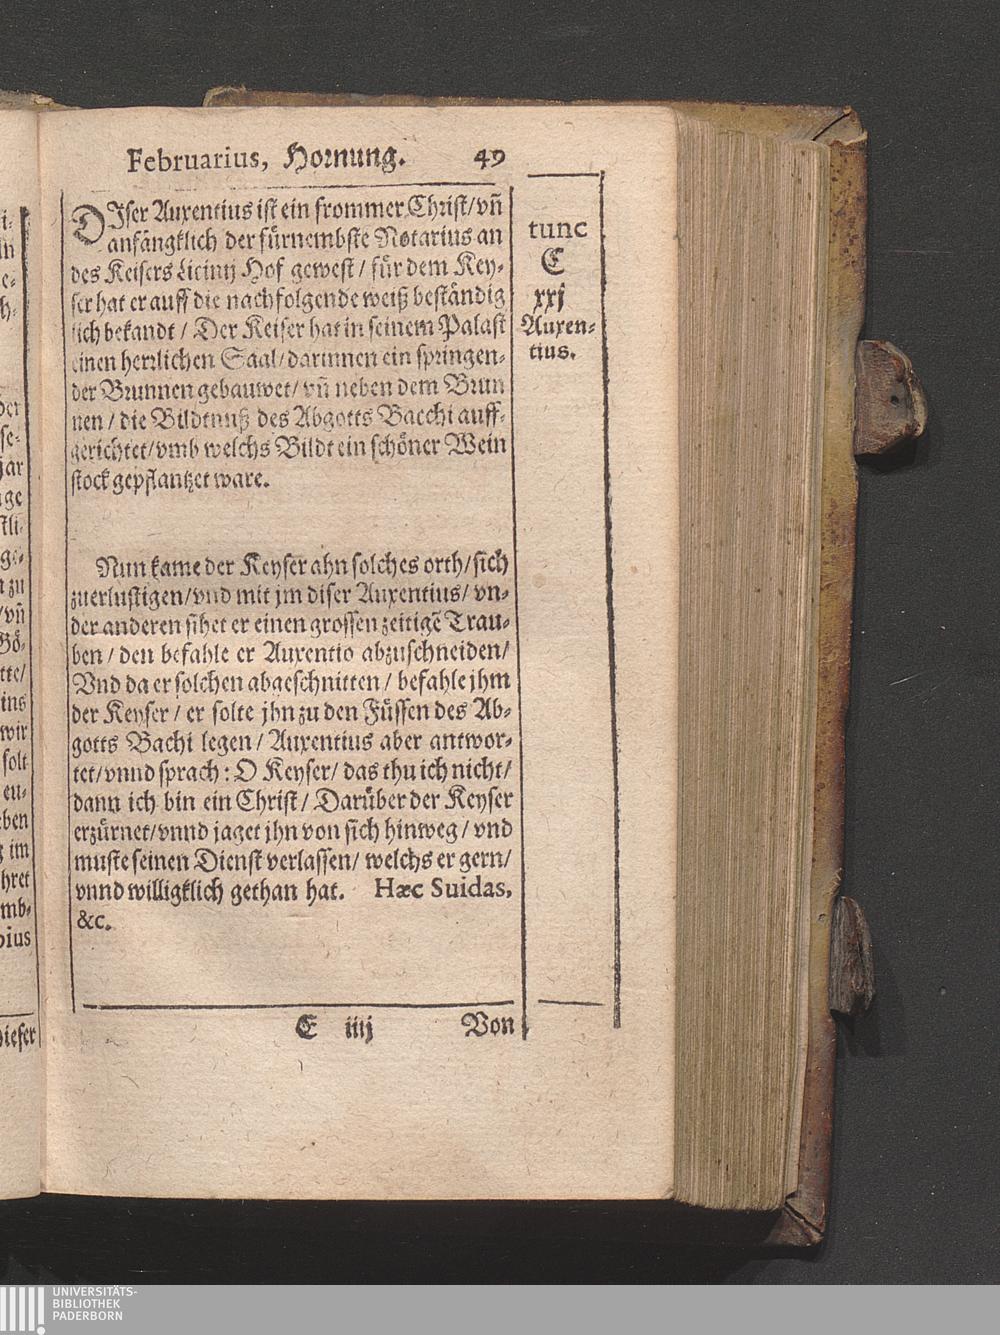 Februarius, Hornung. 49
DJser Auxentius ist ein frommer Christ/vñ
anfängklich der fürnembste Notarius an
des Keisers Licinij Hof gewest/ für dem Key-
ser hat er auff die nachfolgende weiß beständig
lich bekandt/ Der Keiser hat in seinem Palast
einen herrlichen Saal/ darinnen ein springen-
der Brunnen gebauwet/ vñ neben dem Brun
nen/ die Bildtnuß des Abgotts Bacchi auff-
gerichtet/vmb welchs Bildt ein schöner Wein
stock gepflantzet ware.
Nun kame der Keyser ahn solches orth/sich
zuerlustigen/vnd mit jm diser Auxentius/ vn-
der anderen sihet er einen grossen zeitigẽ Trau-
ben/ den befahle er Auxentio abzuschneiden/
Vnd da er solchen abgeschnitten/ befahle jhm
der Keyser/ er solte jhn zu den Füssen des Ab-
gotts Bachi legen/ Auxentius aber antwor-
tet/vnnd sprach: O Keyser/ das thu ich nicht/
dann ich bin ein Christ/ Darüber der Keyser
erzürnet/vnnd jaget jhn von sich hinweg/ vnd
muste seinen Dienst verlassen/ welchs er gern/
vnnd willigklich gethan hat. Hæc Suidas,
&c.
E iiij Von
tunc
C
xxj
Auxen-
tius.
UNIVERSITÄTS-
BIBLIOTHEK
PADERBORN